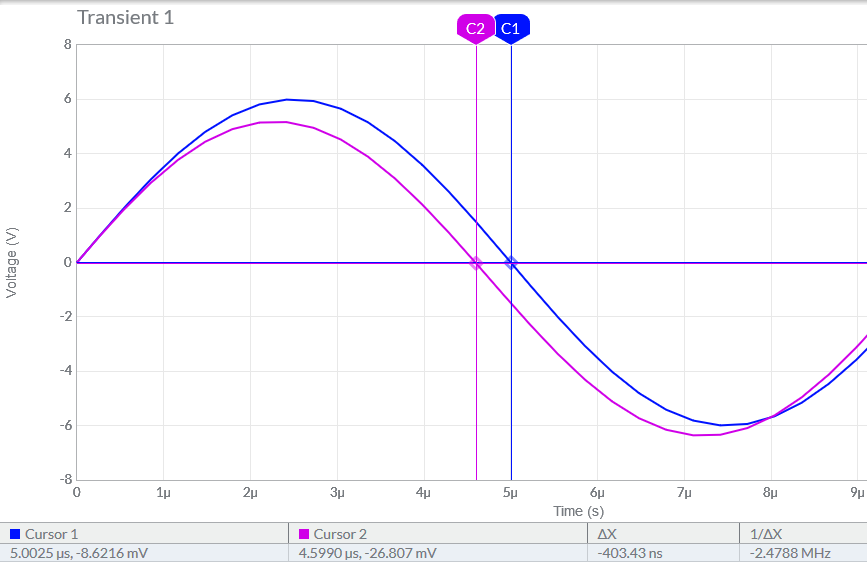 Transient 1
C2 C1
8
6
4
2
0
-2
-4
-6
-8
Voltage (V)
0 1µ 2µ 3µ 4µ 5µ 6µ 7µ 8µ 9µ
Time (s)
Cursor 1 Cursor 2 ΔX 1/ΔX
5.0025 µs, -8.6216 mV 4.5990 µs, -26.807 mV -403.43 ns -2.4788 MHz